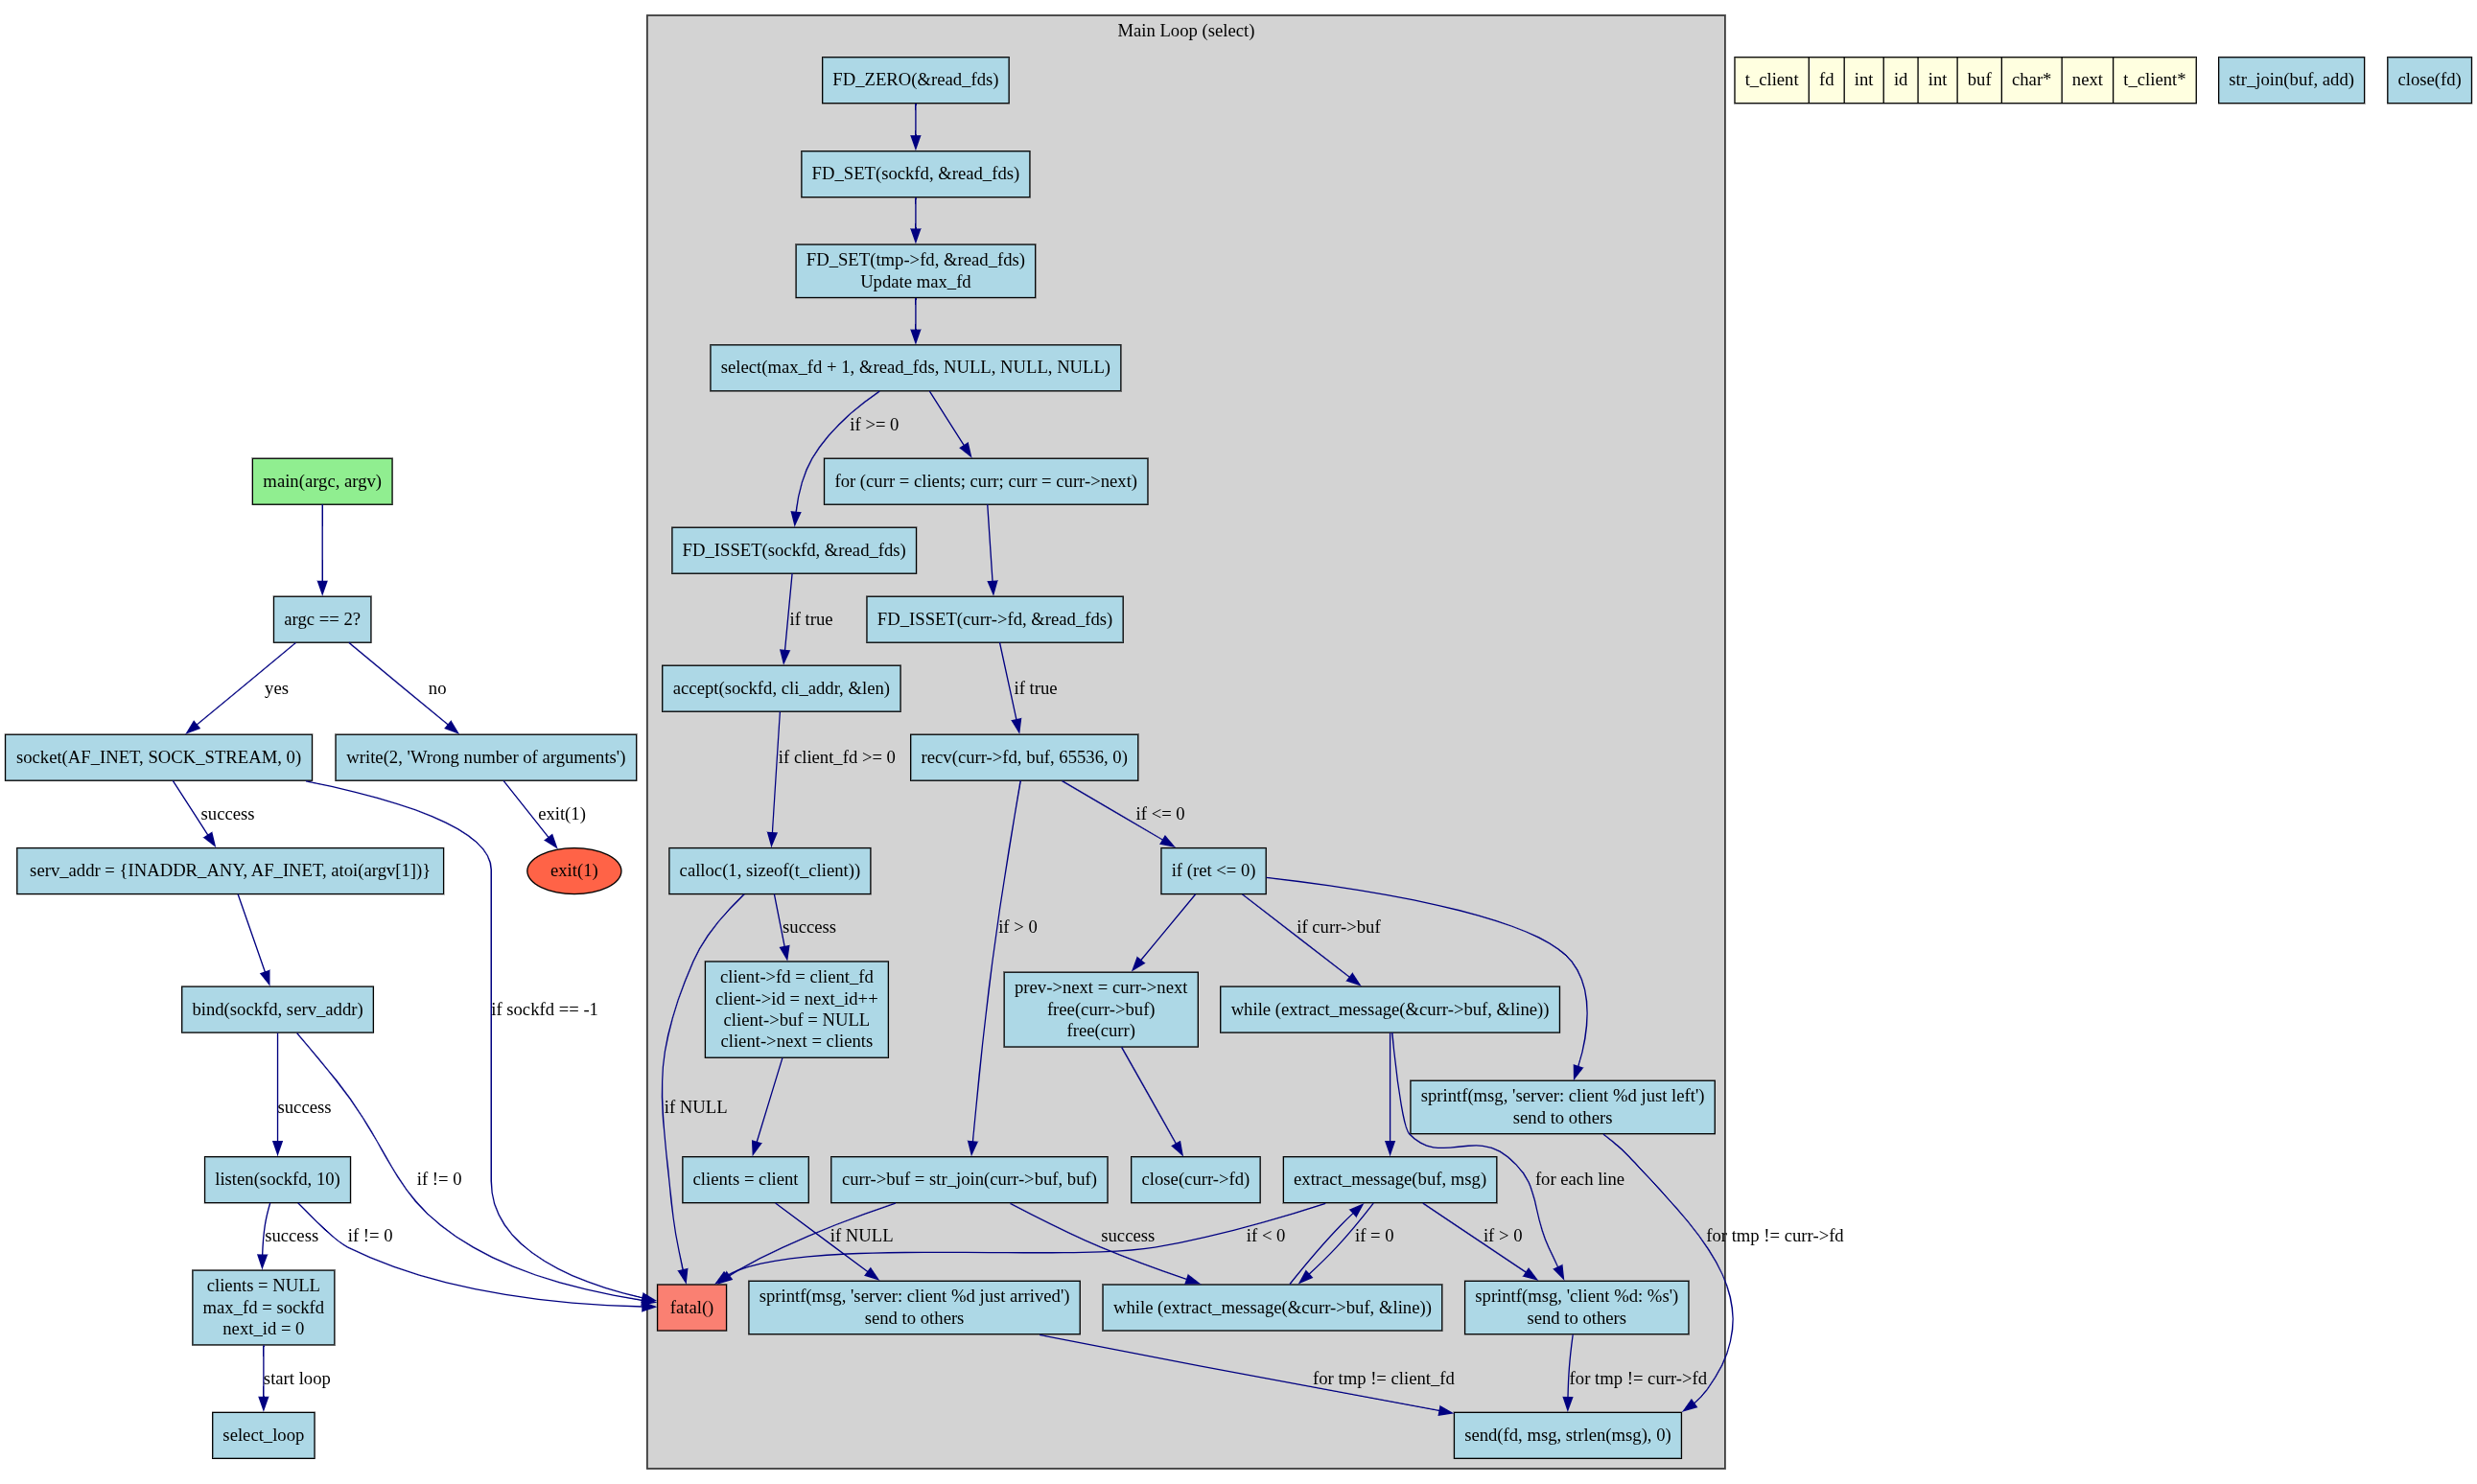 Main Loop (select)
FD_ZERO(&read_fds)
t_client
fd
int
id
int
buf
char*
next
t_client*
str_join(buf, add)
close(fd)
FD_SET(sockfd, &read_fds)
FD_SET(tmp->fd, &read_fds)
Update max_fd
select(max_fd + 1, &read_fds, NULL, NULL, NULL)
if >= 0
main(argc, argv)
for (curr = clients; curr; curr = curr->next)
FD_ISSET(sockfd, &read_fds)
argc == 2?
if true
FD_ISSET(curr->fd, &read_fds)
yes
no
accept(sockfd, cli_addr, &len)
if true
socket(AF_INET, SOCK_STREAM, 0)
write(2, 'Wrong number of arguments')
if client_fd >= 0
recv(curr->fd, buf, 65536, 0)
success
exit(1)
if <= 0
serv_addr = {INADDR_ANY, AF_INET, atoi(argv[1])}
exit(1)
calloc(1, sizeof(t_client))
if (ret <= 0)
success
if > 0
if curr->buf
bind(sockfd, serv_addr)
if sockfd == -1
client->fd = client_fd
client->id = next_id++
client->buf = NULL
client->next = clients
prev->next = curr->next
free(curr->buf)
free(curr)
while (extract_message(&curr->buf, &line))
success
if NULL
sprintf(msg, 'server: client %d just left')
send to others
listen(sockfd, 10)
if != 0
clients = client
curr->buf = str_join(curr->buf, buf)
close(curr->fd)
extract_message(buf, msg)
for each line
success
if != 0
if NULL
success
if < 0
if = 0
if > 0
for tmp != curr->fd
clients = NULL
max_fd = sockfd
next_id = 0
fatal()
sprintf(msg, 'server: client %d just arrived')
send to others
while (extract_message(&curr->buf, &line))
sprintf(msg, 'client %d: %s')
send to others
start loop
for tmp != client_fd
for tmp != curr->fd
select_loop
send(fd, msg, strlen(msg), 0)